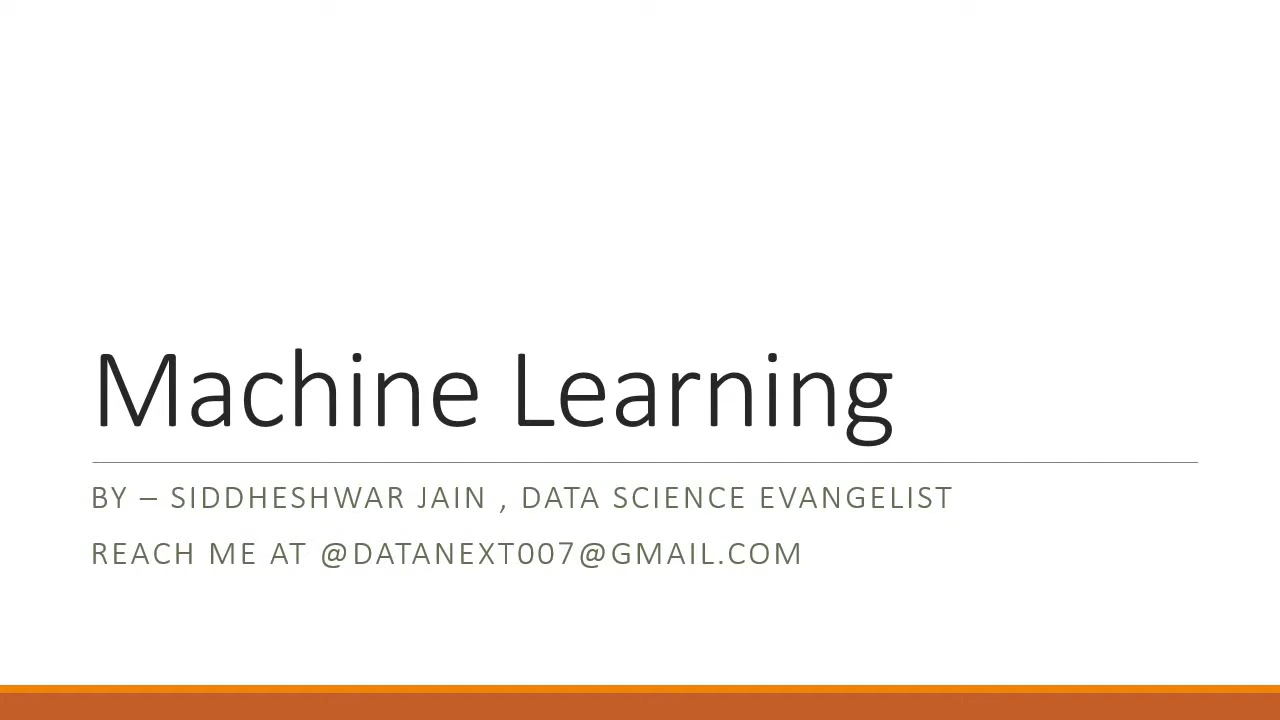 Machine Learning
BY – SIDDHESHWAR JAIN , DATA SCIENCE EVANGELIST
REACH ME AT @DATANEXT007@GMAIL.COM